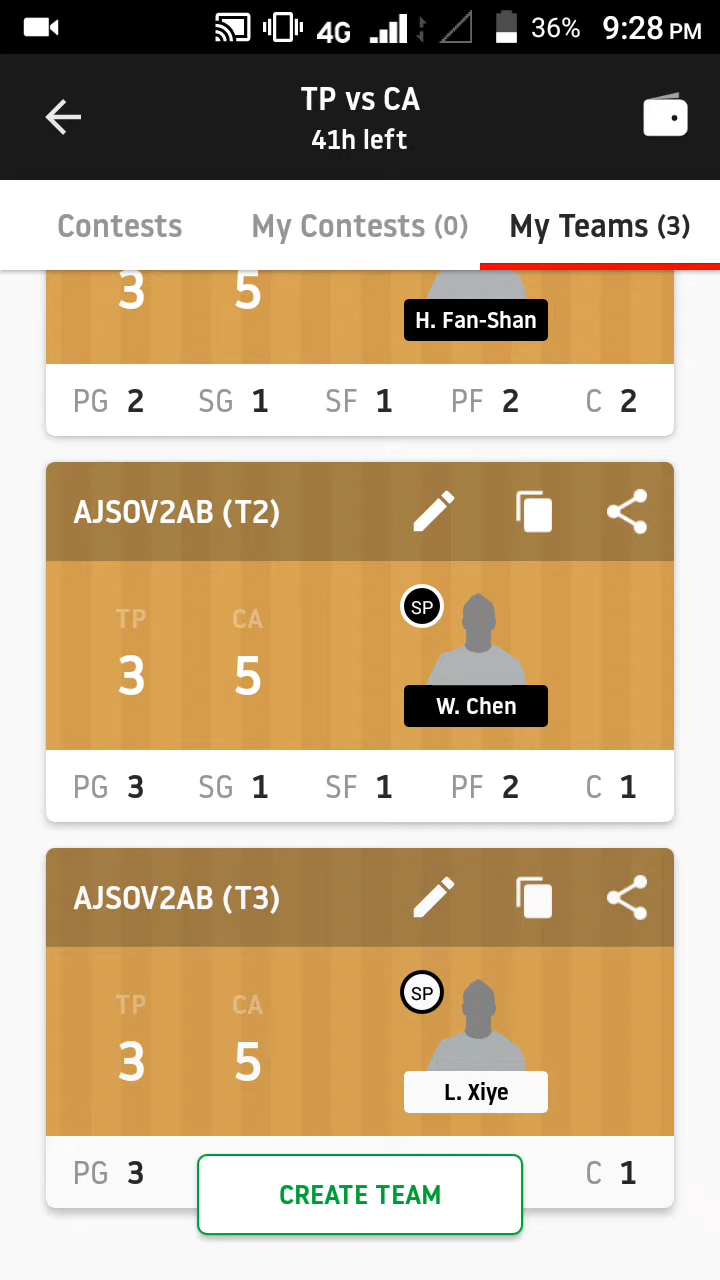 4G 36% 9:28 PM
TP vs CA
41h left
Contests My Contests (0) My Teams (3)
3 5
H. Fan-Shan
PG 2 SG 1 SF 1 PF 2 C 2
AJSOV2AB (T2)
TP CA SP
3 5
W. Chen
PG 3 SG 1 SF 1 PF 2 C 1
AJSOV2AB (T3)
TP CA SP
3 5
L. Xiye
PG 3 C 1
CREATE TEAM